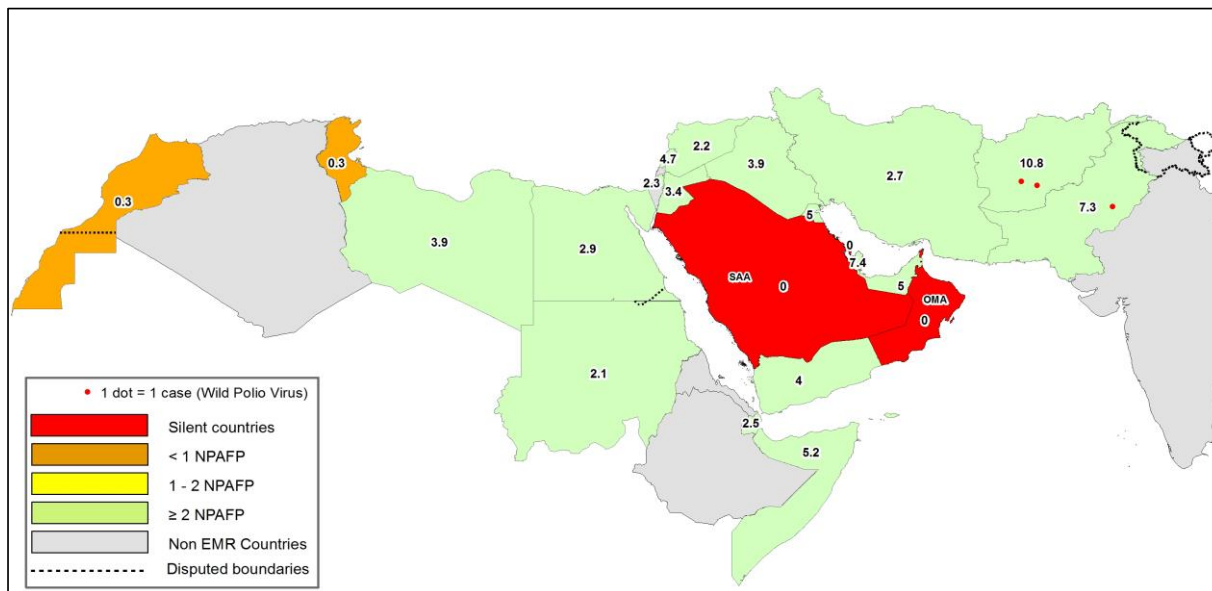 0.3
0.3
3.9
2.9
2.1
4.7
2.2
2.3
3.4
3.9
2.7
10.8
7.3
5
0
7.4
5
SAA
0
OMA
0
4
2.5
5.2
1 dot = 1 case (Wild Polio Virus)
Silent countries
< 1 NPAFP
1 - 2 NPAFP
≥ 2 NPAFP
Non EMR Countries
Disputed boundaries